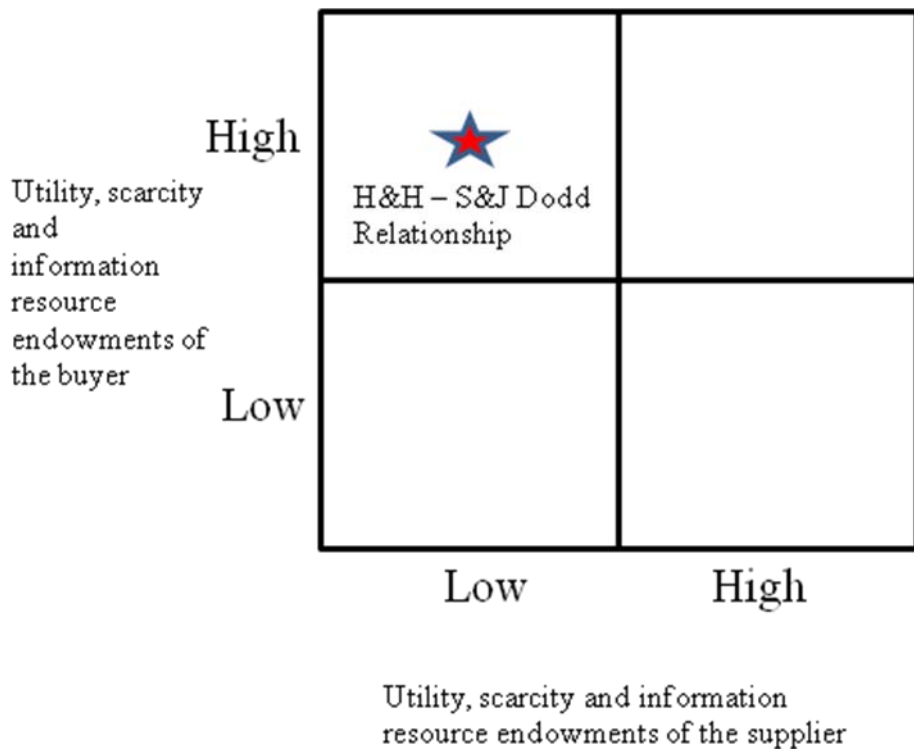 High
Utility, scarcity
and
information
resource
endowments of
the buyer
H&H – S&J Dodd
Relationship
Low
Low
High
Utility, scarcity and information
resource endowments of the supplier